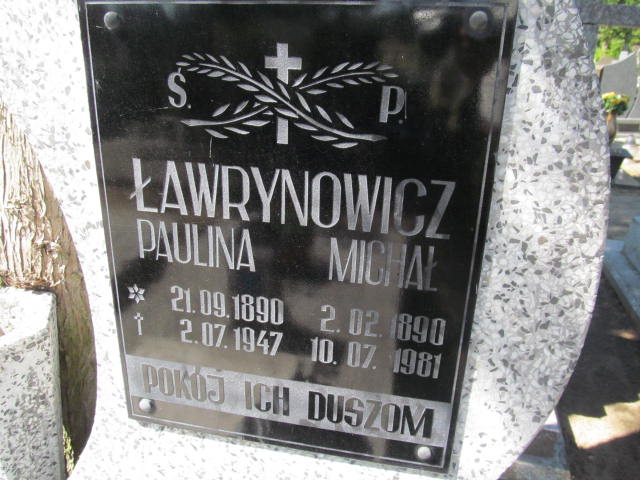 Ś. P.
ŁAWRYNOWICZ
PAULINA MICHAŁ
* 21.09.1890 2.02.1890
† 2.07.1947 10.07.1981
POKÓJ ICH DUSZOM